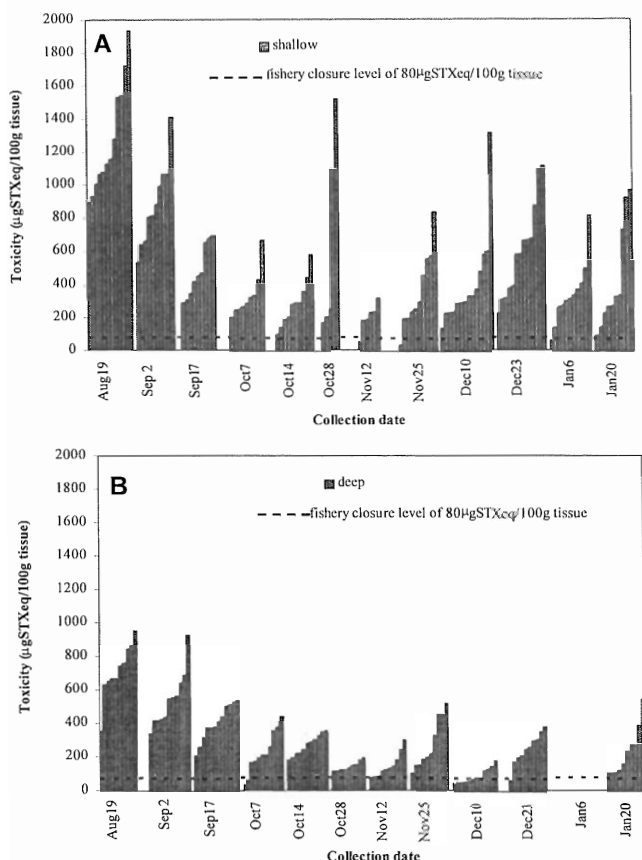 A
shallow
fishery closure level of 80µgSTXeq/100g tissue
Toxicity (µgSTXeq/100g tissue)
2000
1800
1600
1400
1200
1000
800
600
400
200
0
Aug19
Sep 2
Sep17
Oct7
Oct14
Oct28
Nov12
Nov25
Dec10
Dec23
Jan6
Jan20
Collection date
B
deep
fishery closure level of 80µgSTXeq/100g tissue
Toxicity (µgSTXeq/100g tissue)
2000
1800
1600
1400
1200
1000
800
600
400
200
0
Aug19
Sep2
Sep17
Oct7
Oct14
Oct28
Nov12
Nov25
Dec10
Dec23
Jan6
Jan20
Collection date